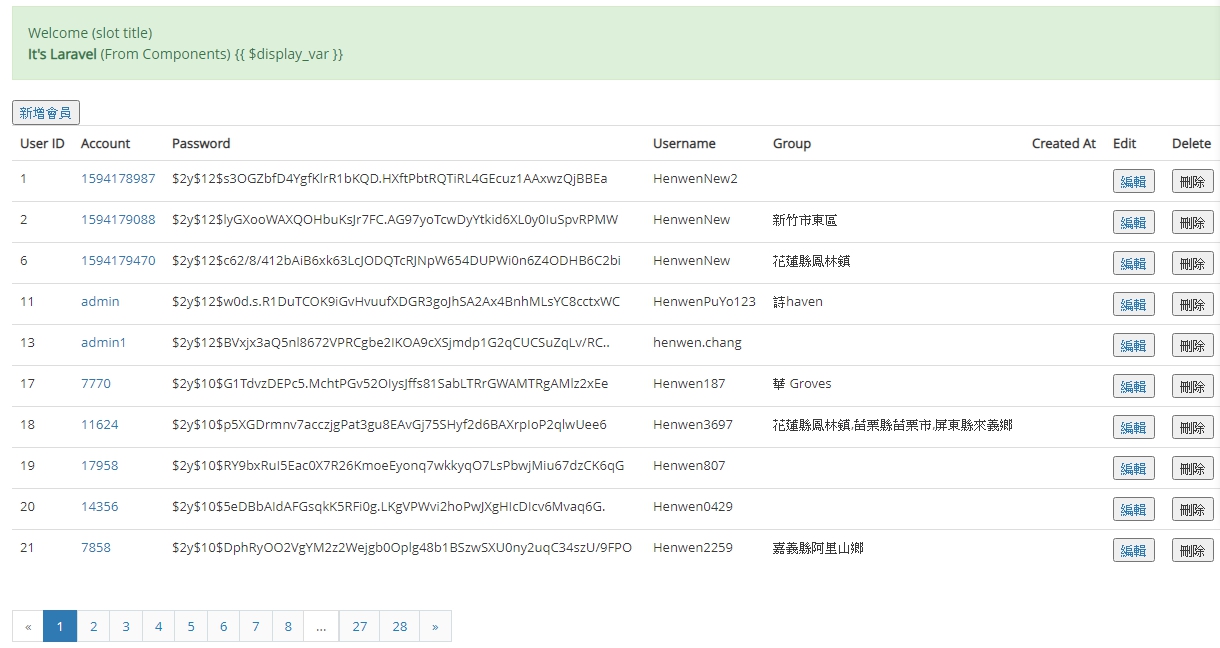 Welcome (slot title)
It's Laravel (From Components) {{ $display_var }}
新增會員
User ID Account Password Username Group Created At Edit Delete
1 1594178987 $2y$12$s3OGZbfD4YgfKlrR1bKQD.HXftPbtRQTiRL4GEcuz1AAxwzQjBBEa HenwenNew2 編輯 刪除
2 1594179088 $2y$12$lyGXooWAXQOHbuKsJr7FC.AG97yoTcwDyYtkid6XL0y0IuSpvRPMW HenwenNew 新竹市東區 編輯 刪除
6 1594179470 $2y$12$c62/8/412bAiB6xk63LcJODQTcRJNpW654DUPWi0n6Z4ODHB6C2bi HenwenNew 花蓮縣鳳林鎮 編輯 刪除
11 admin $2y$12$w0d.s.R1DuTCOK9iGvHvuufXDGR3goJhSA2Ax4BnhMLsYC8cctxWC HenwenPuYo123 詩haven 編輯 刪除
13 admin1 $2y$12$BVxjx3aQ5nl8672VPRCgbe2IKOA9cXSjmdp1G2qCUCSuZqLv/RC.. henwen.chang 編輯 刪除
17 7770 $2y$10$G1TdvzDEPc5.MchtPGv52OIysJffs81SabLTRrGWAMTRgAMlz2xEe Henwen187 華 Groves 編輯 刪除
18 11624 $2y$10$p5XGDrmnv7acczjgPat3gu8EAvGj75SHyf2d6BAXrpIoP2qlwUee6 Henwen3697 花蓮縣鳳林鎮,苗栗縣苗栗市,屏東縣來義鄉 編輯 刪除
19 17958 $2y$10$RY9bxRuI5Eac0X7R26KmoeEyonq7wkkyqO7LsPbwjMiu67dzCK6qG Henwen807 編輯 刪除
20 14356 $2y$10$5eDBbAIdAFGsqkK5RFi0g.LKgVPWvi2hoPwJXgHIcDIcv6Mvaq6G. Henwen0429 編輯 刪除
21 7858 $2y$10$DphRyOO2VgYM2z2Wejgb0Oplg48b1BSzwSXU0ny2uqC34szU/9FPO Henwen2259 嘉義縣阿里山鄉 編輯 刪除
« 1 2 3 4 5 6 7 8 ... 27 28 »